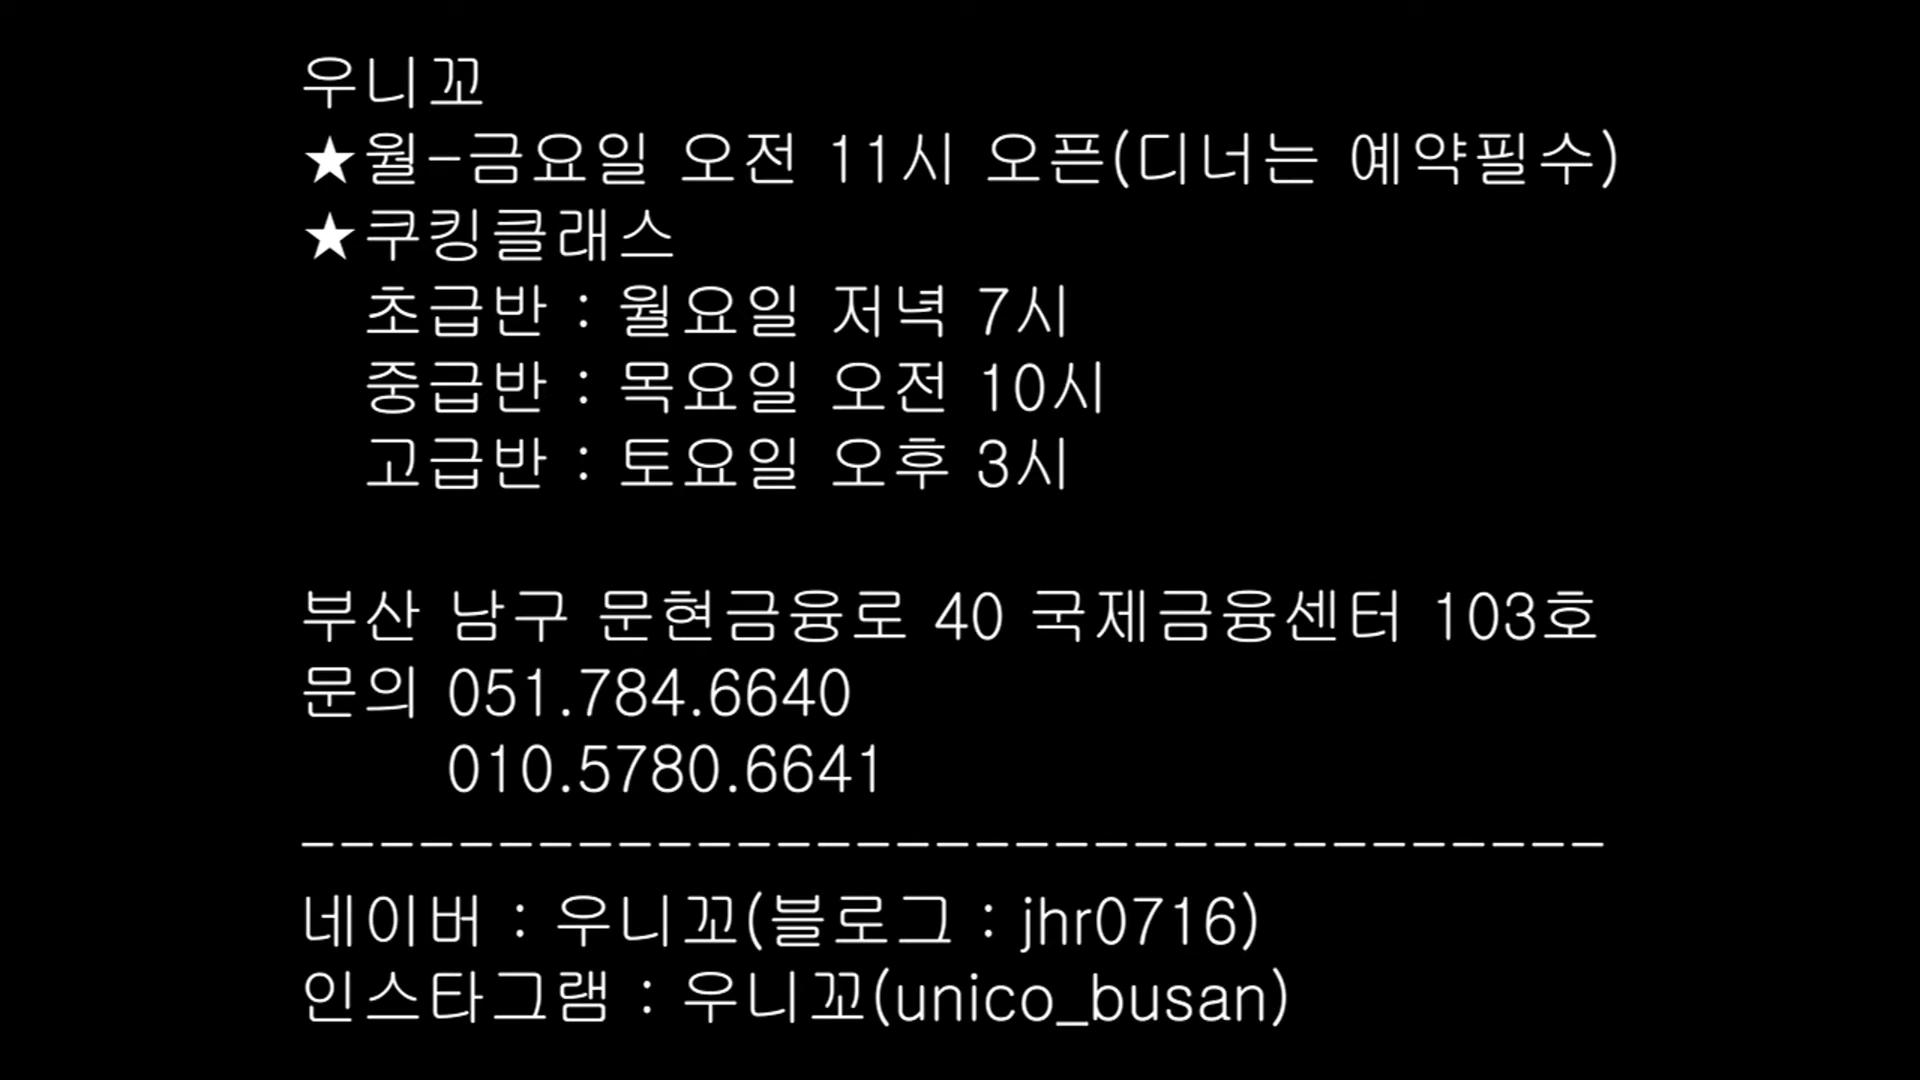 우니꼬
★월-금요일 오전 11시 오픈(디너는 예약필수)
★쿠킹클래스
초급반 : 월요일 저녁 7시
중급반 : 목요일 오전 10시
고급반 : 토요일 오후 3시
부산 남구 문현금융로 40 국제금융센터 103호
문의 051.784.6640
010.5780.6641
---------------------------------
네이버 : 우니꼬(블로그 : jhr0716)
인스타그램 : 우니꼬(unico_busan)